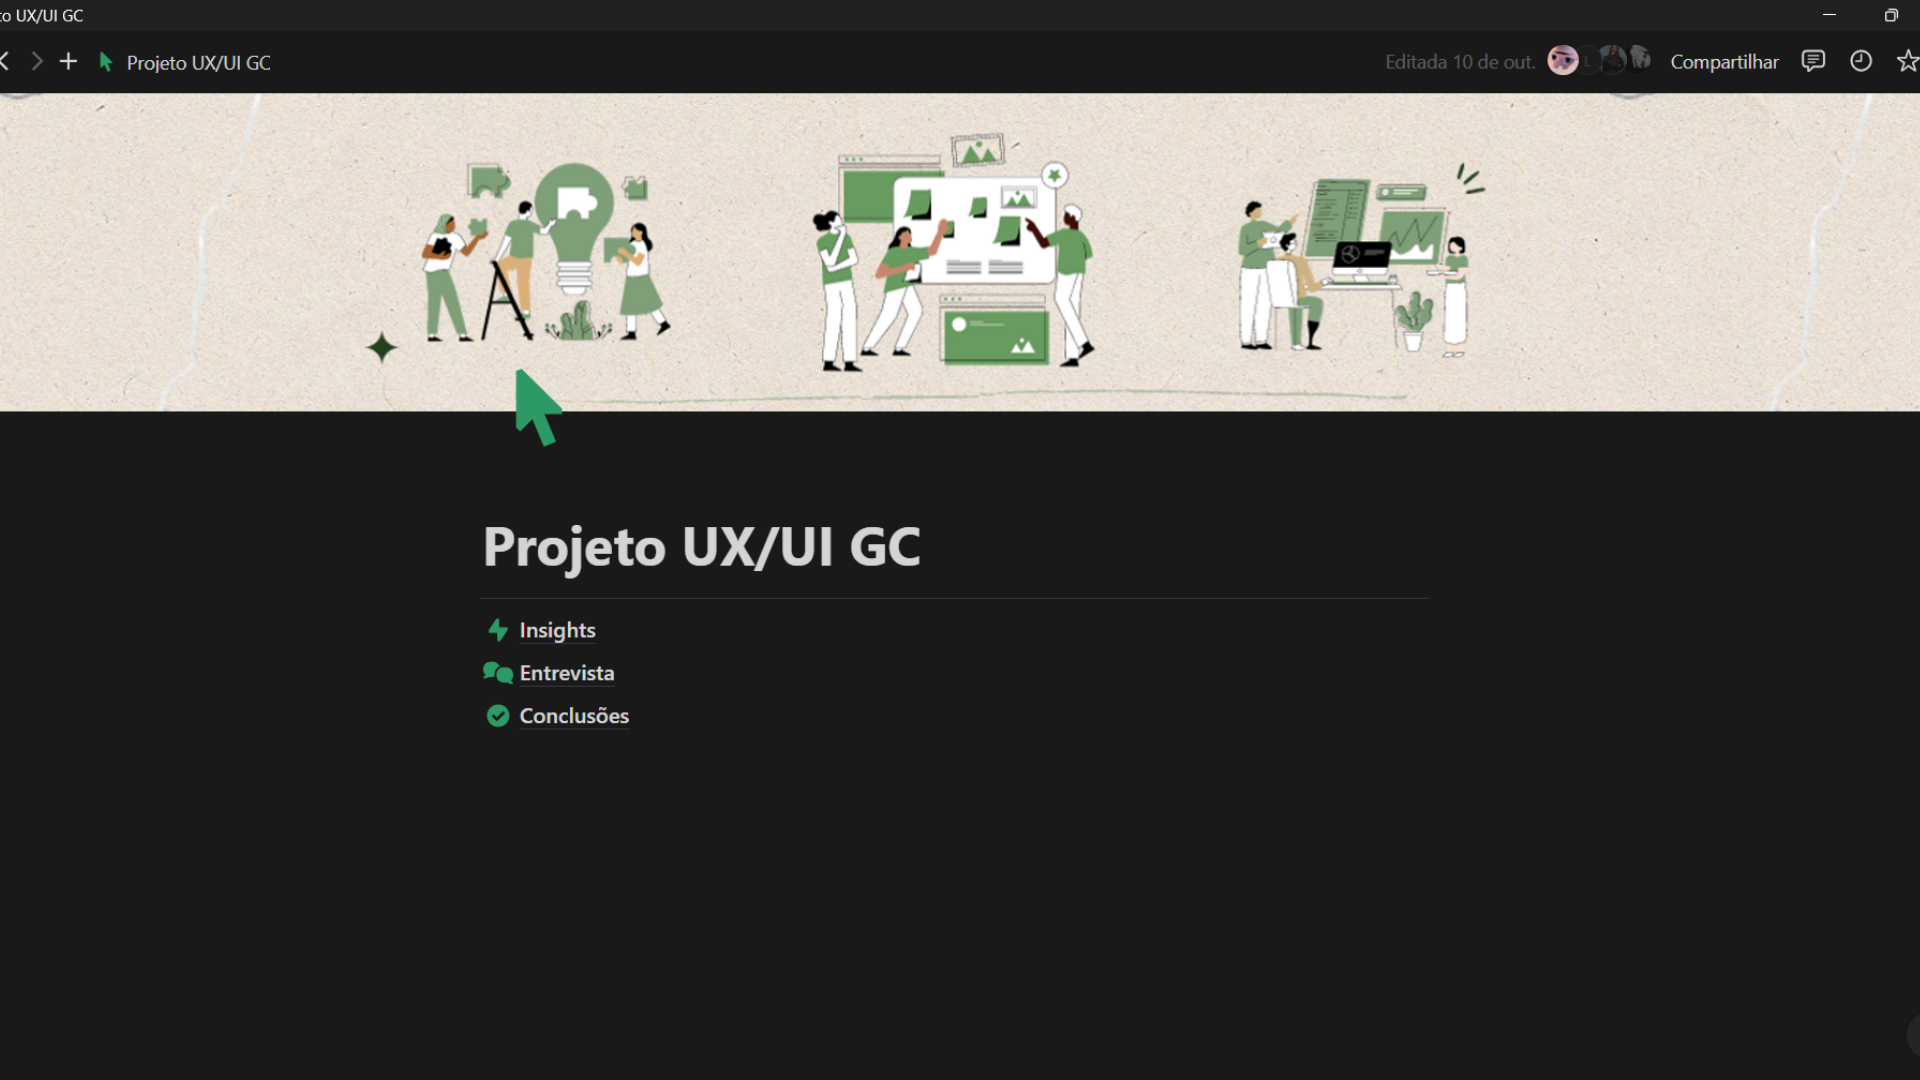 to UX/UI GC
Projeto UX/UI GC
Editada 10 de out.
L
Compartilhar
Projeto UX/UI GC
Insights
Entrevista
Conclusões